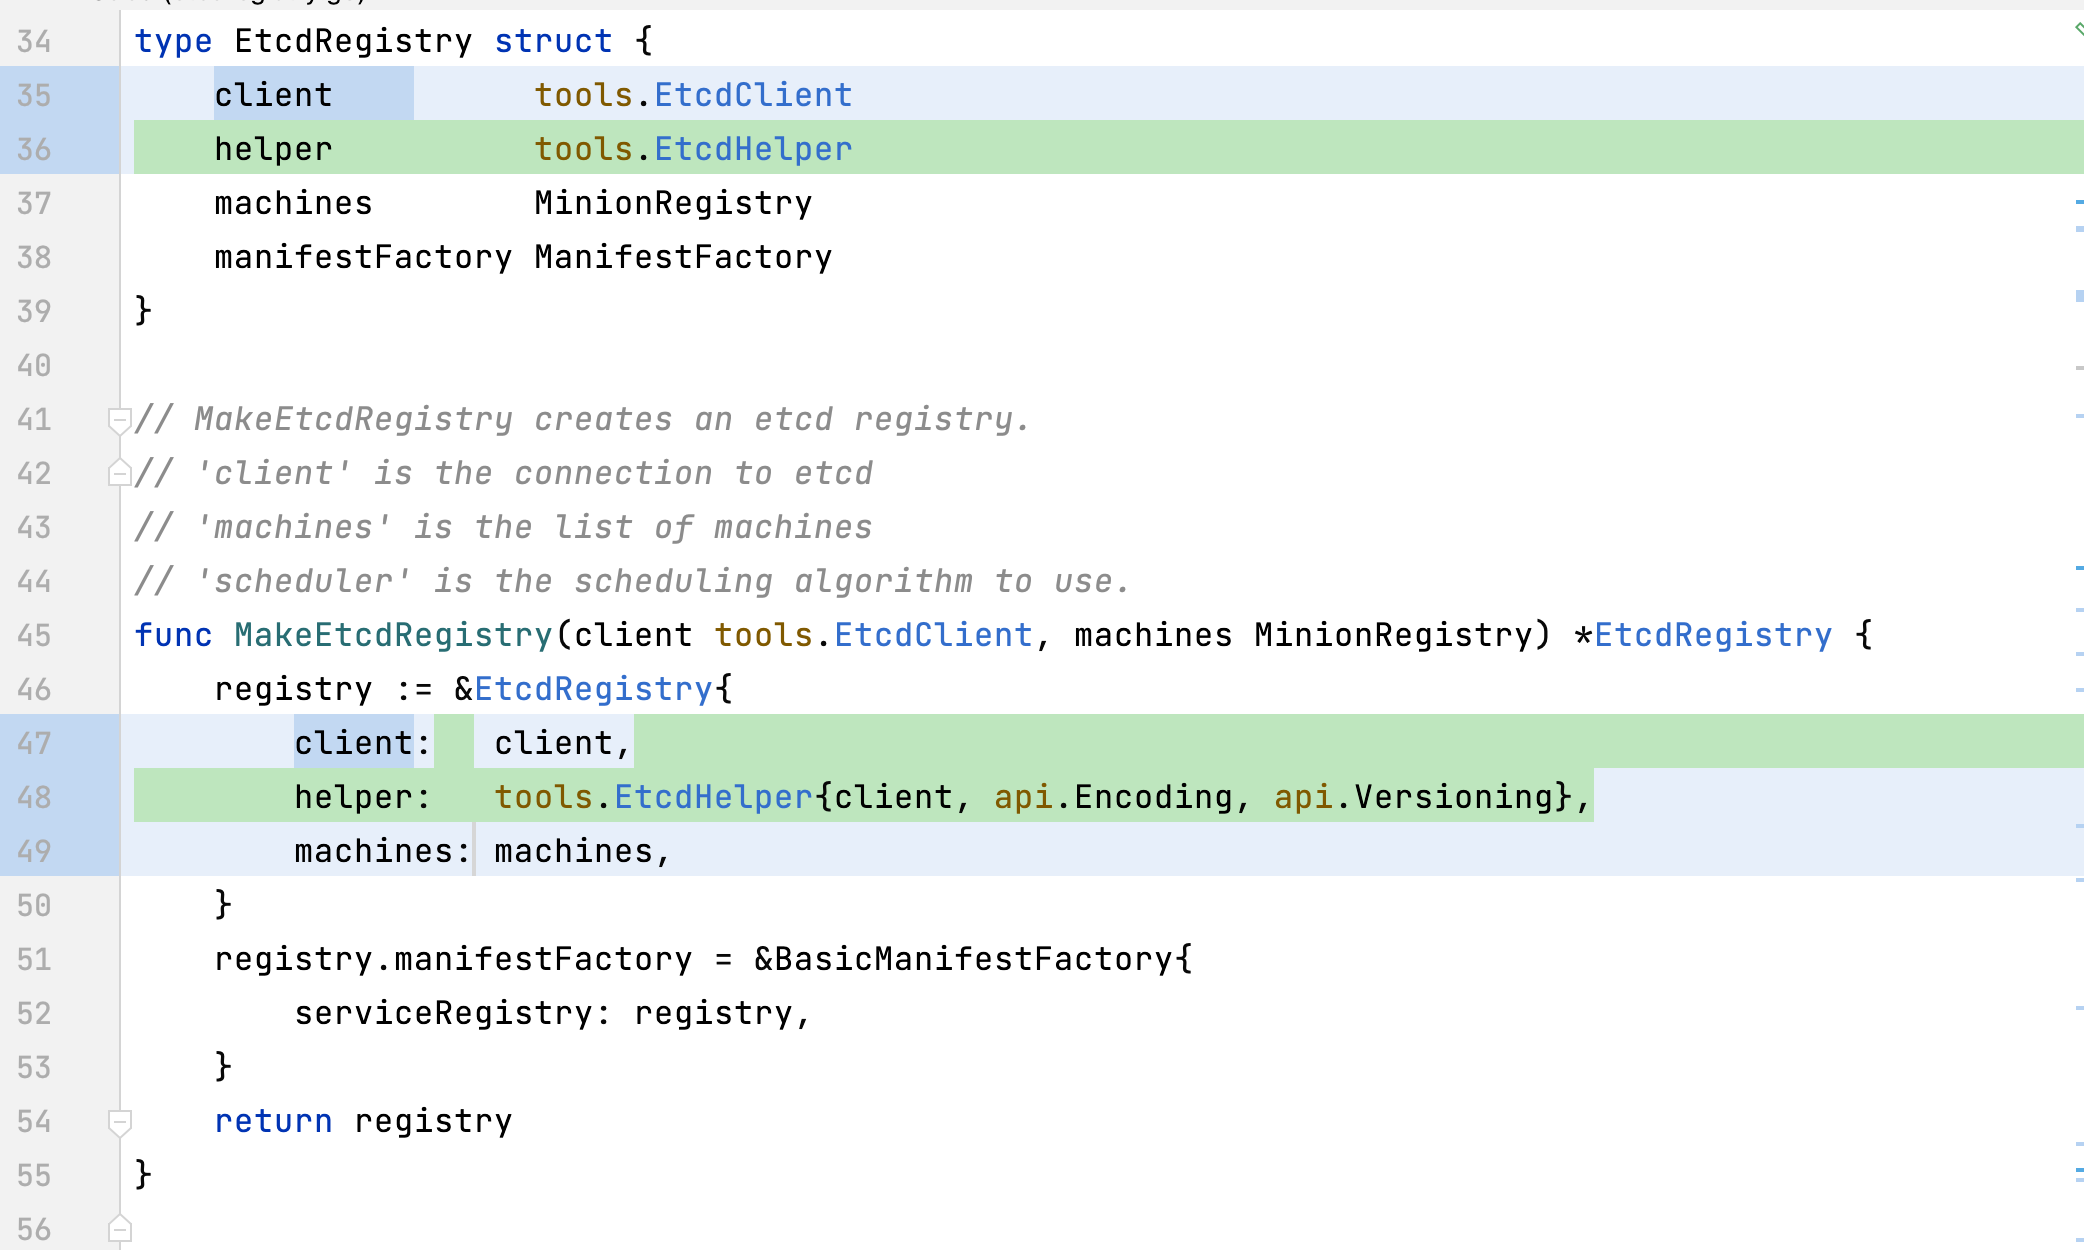 34 type EtcdRegistry struct {
35     client          tools.EtcdClient
36     helper          tools.EtcdHelper
37     machines        MinionRegistry
38     manifestFactory ManifestFactory
39 }
40
41 // MakeEtcdRegistry creates an etcd registry.
42 // 'client' is the connection to etcd
43 // 'machines' is the list of machines
44 // 'scheduler' is the scheduling algorithm to use.
45 func MakeEtcdRegistry(client tools.EtcdClient, machines MinionRegistry) *EtcdRegistry {
46     registry := &EtcdRegistry{
47         client:   client,
48         helper:   tools.EtcdHelper{client, api.Encoding, api.Versioning},
49         machines: machines,
50     }
51     registry.manifestFactory = &BasicManifestFactory{
52         serviceRegistry: registry,
53     }
54     return registry
55 }
56